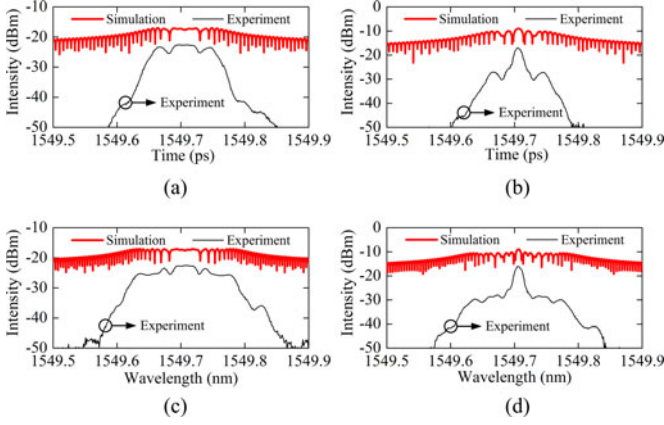 -10
Simulation Experiment
-20
-30
-40
Experiment
-50
1549.5 1549.6 1549.7 1549.8 1549.9
Intensity (dBm)
Time (ps)
(a)
0
Simulation Experiment
-10
-20
-30
-40
Experiment
-50
1549.5 1549.6 1549.7 1549.8 1549.9
Intensity (dBm)
Time (ps)
(b)
-10
Simulation Experiment
-20
-30
-40
Experiment
-50
1549.5 1549.6 1549.7 1549.8 1549.9
Intensity (dBm)
Wavelength (nm)
(c)
0
Simulation Experiment
-10
-20
-30
-40
Experiment
-50
1549.5 1549.6 1549.7 1549.8 1549.9
Intensity (dBm)
Wavelength (nm)
(d)